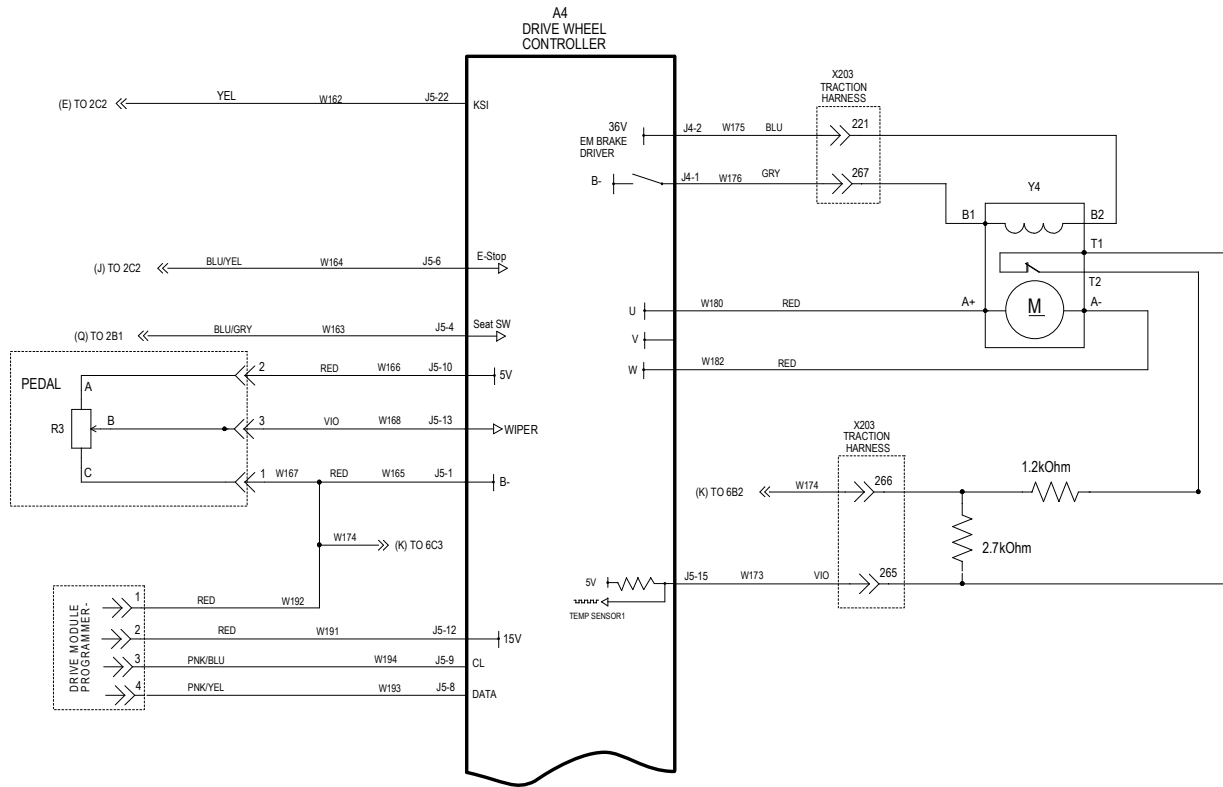 A4
DRIVE WHEEL
CONTROLLER
(E) TO 2C2
YEL
W162
J5-22
KSI
X203
TRACTION
HARNESS
36V
EM BRAKE
DRIVER
J4-2
W175
BLU
221
B-
J4-1
W176
GRY
267
Y4
B1
B2
T1
T2
(J) TO 2C2
BLU/YEL
W164
J5-6
E-Stop
U
W180
RED
A+
M
A-
(Q) TO 2B1
BLU/GRY
W163
J5-4
Seat SW
V
W
W182
RED
PEDAL
A
2
RED
W166
J5-10
5V
R3
B
3
VIO
W168
J5-13
WIPER
C
1
W167
RED
W165
J5-1
B-
W174
(K) TO 6C3
X203
TRACTION
HARNESS
(K) TO 6B2
W174
266
1.2kOhm
2.7kOhm
5V
J5-15
W173
VIO
265
TEMP SENSOR1
DRIVE MODULE
PROGRAMMER-
1
RED
W192
2
RED
W191
J5-12
15V
3
PNK/BLU
W194
J5-9
CL
4
PNK/YEL
W193
J5-8
DATA